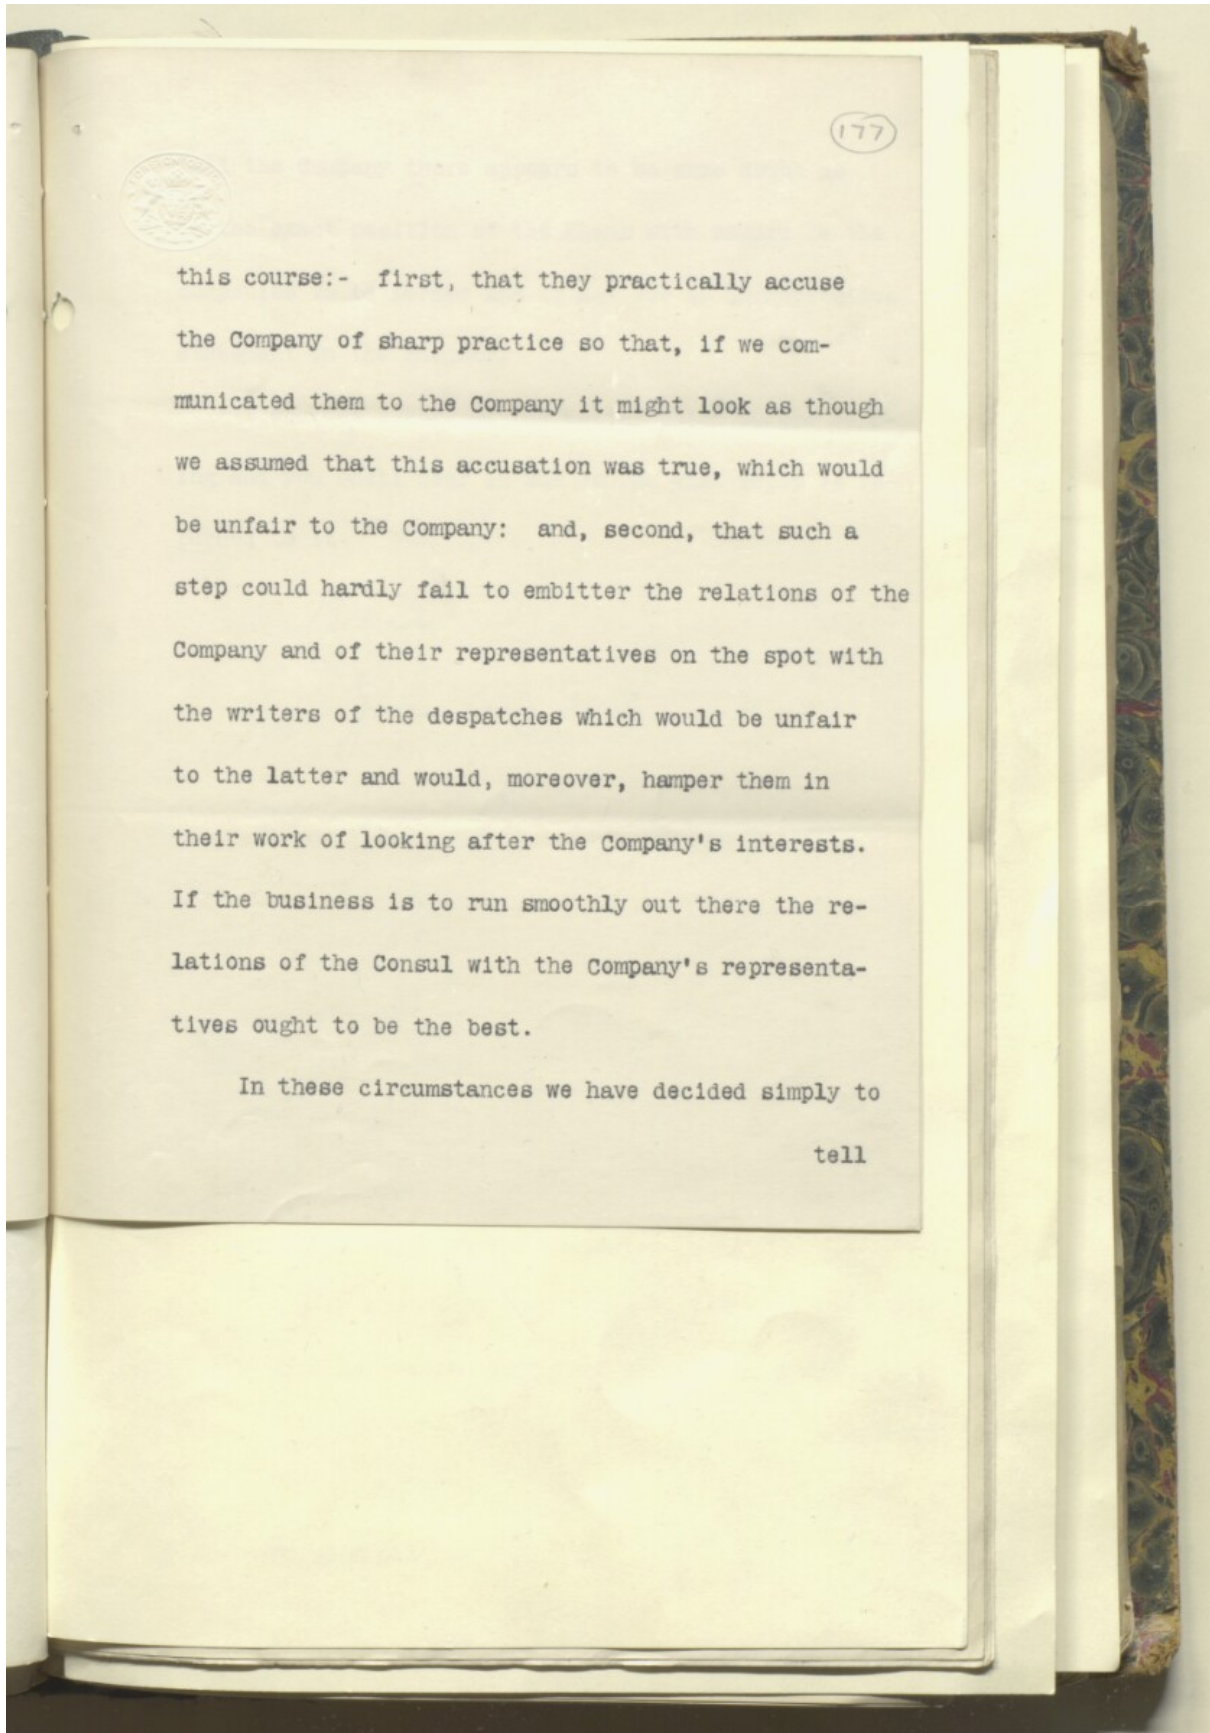 177
this course:- first, that they practically accuse
the Company of sharp practice so that, if we com-
municated them to the Company it might look as though
we assumed that this accusation was true, which would
be unfair to the Company: and, second, that such a
step could hardly fail to embitter the relations of the
Company and of their representatives on the spot with
the writers of the despatches which would be unfair
to the latter and would, moreover, hamper them in
their work of looking after the Company's interests.
If the business is to run smoothly out there the re-
lations of the Consul with the Company's representa-
tives ought to be the best.
In these circumstances we have decided simply to
tell